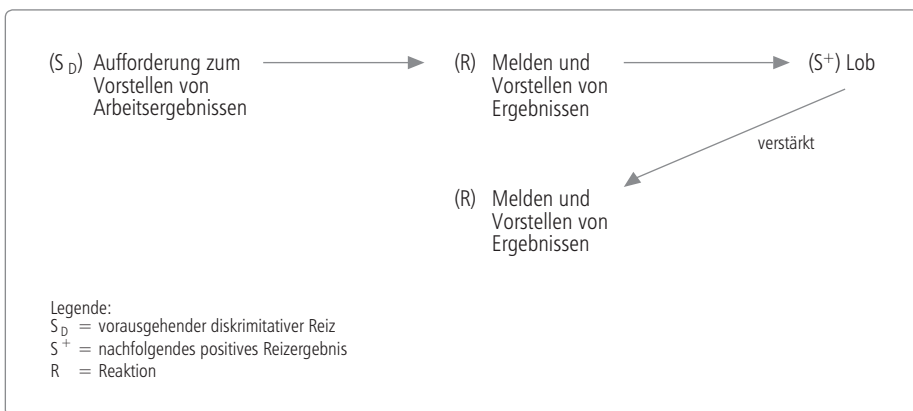 (S D) Aufforderung zum
Vorstellen von
Arbeitsergebnissen
(R) Melden und
Vorstellen von
Ergebnissen
(S+) Lob
verstärkt
(R) Melden und
Vorstellen von
Ergebnissen
Legende:
S D = vorausgehender diskrimitativer Reiz
S + = nachfolgendes positives Reizergebnis
R = Reaktion